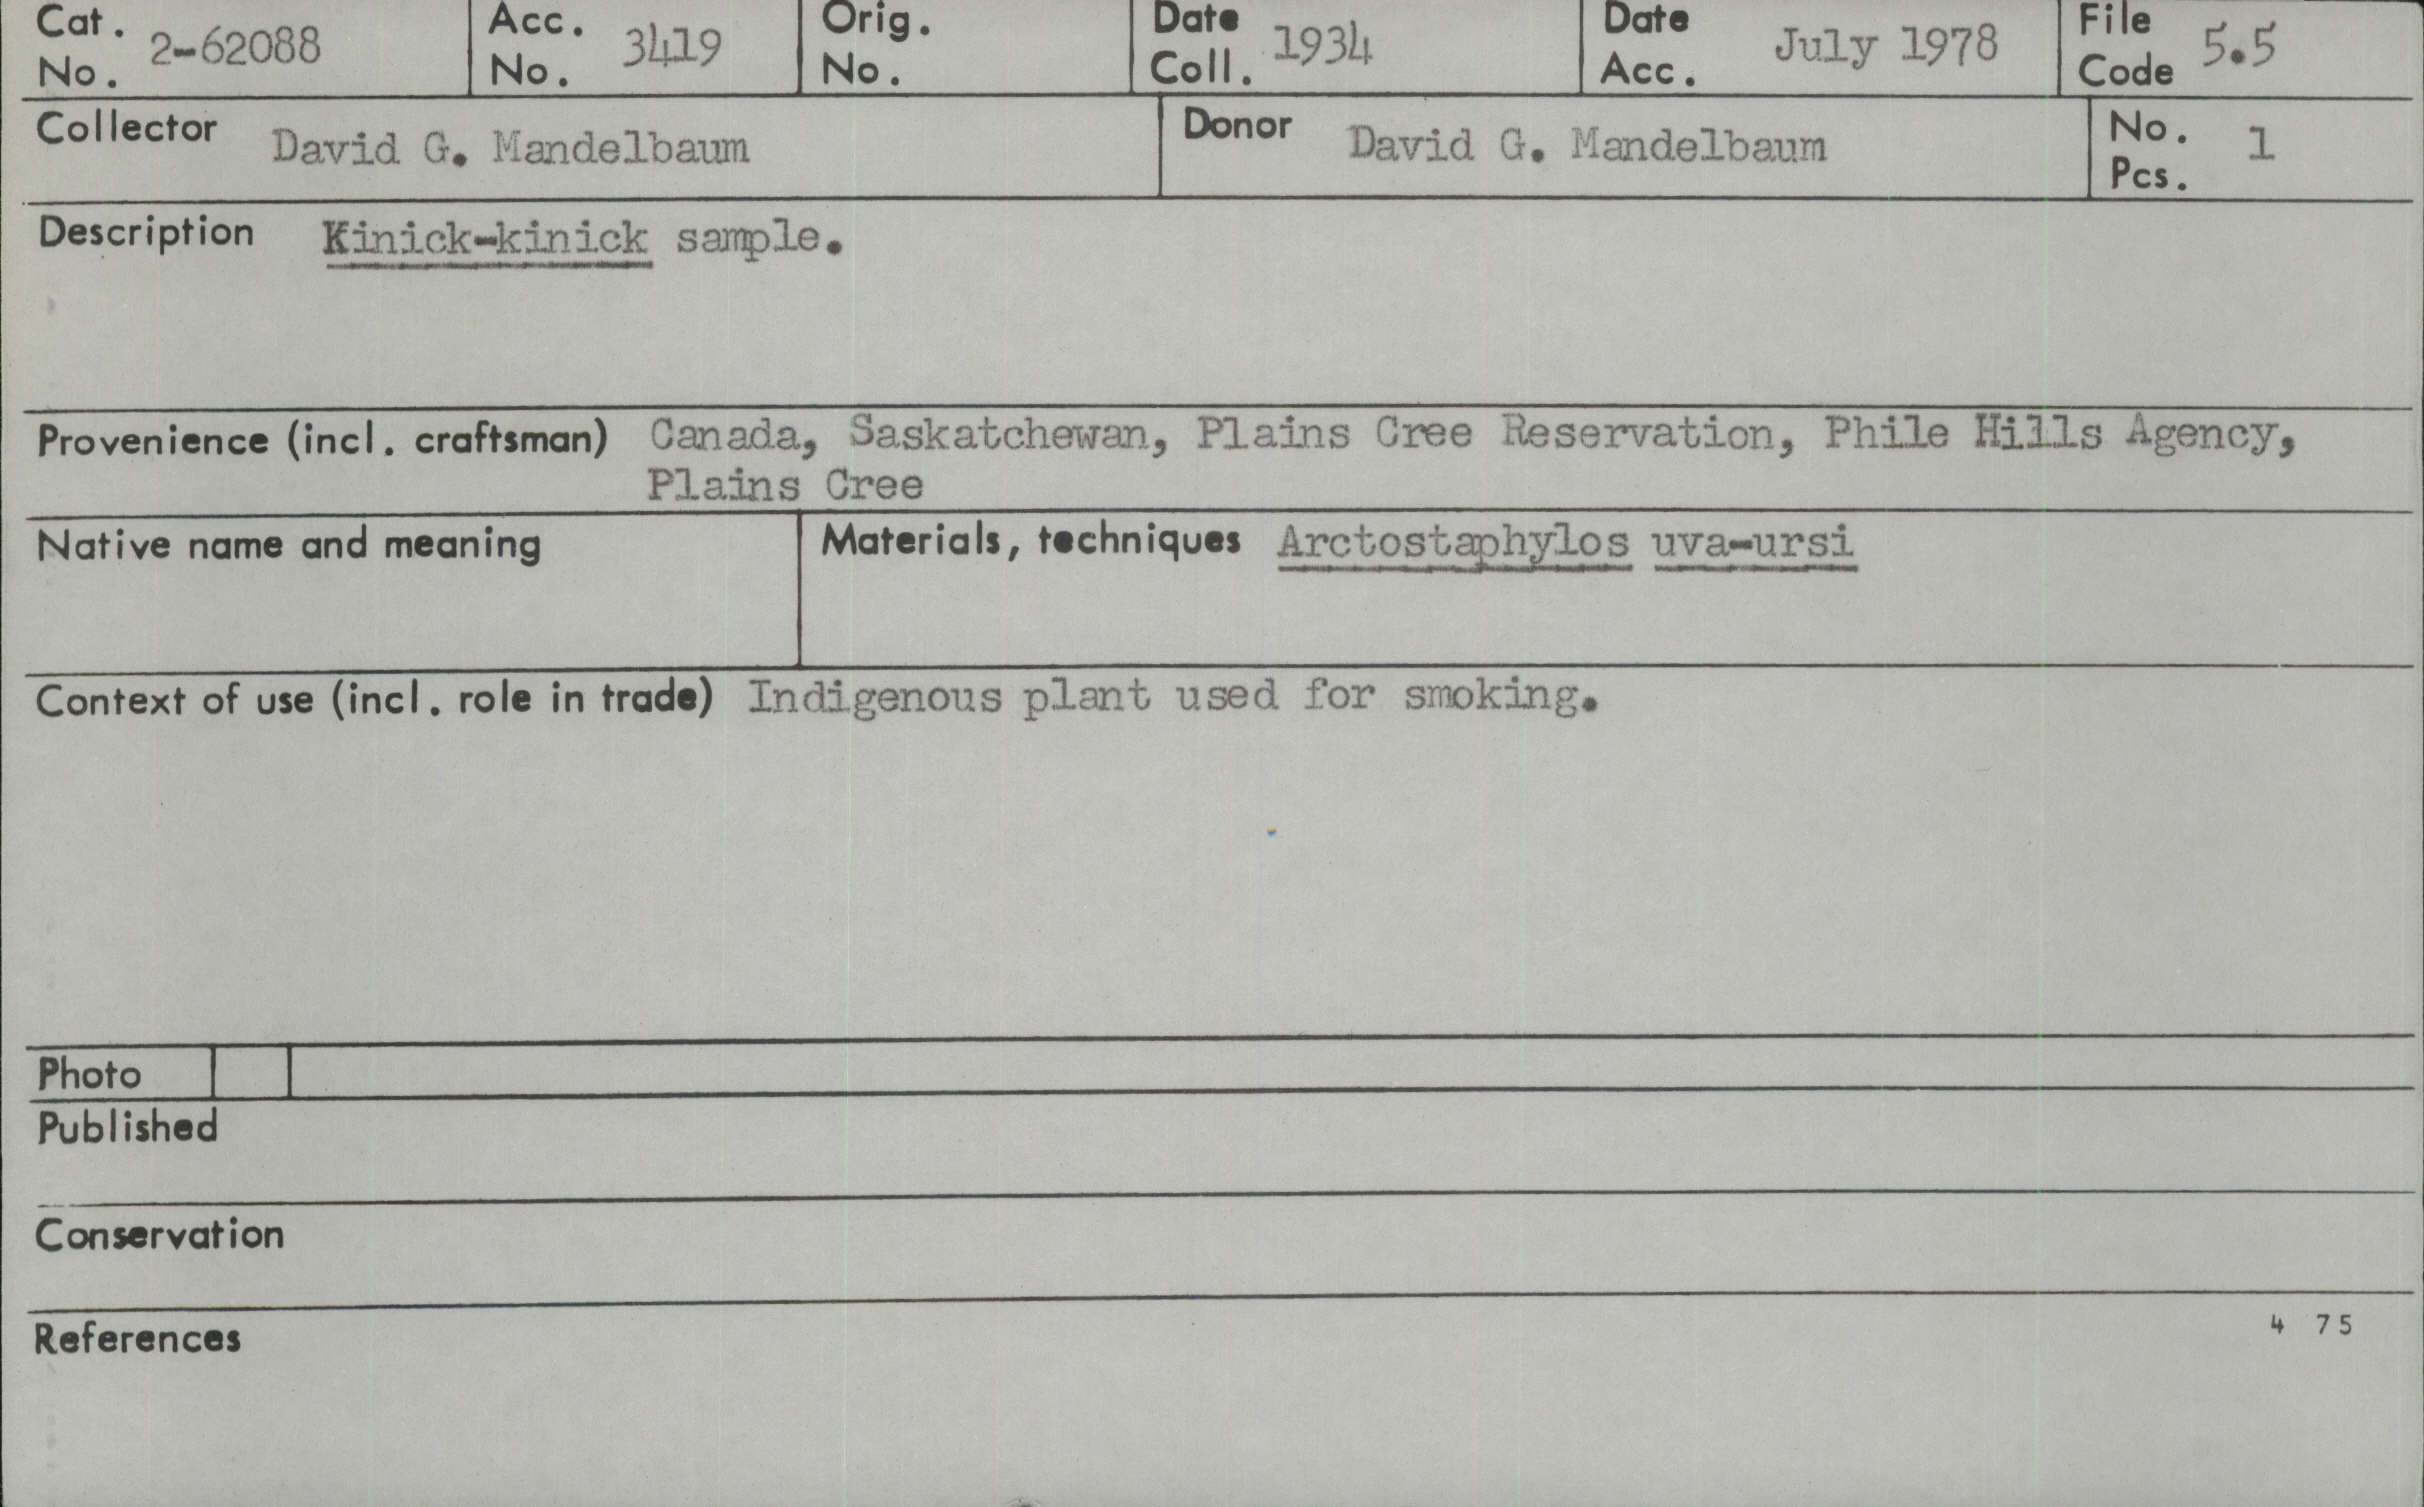 Cat. No. 2-62088 Acc. No. 3419 Orig. No. Date Coll. 1934 Date Acc. July 1978 File Code 5.5
Collector David G. Mandelbaum Donor David G. Mandelbaum No. Pcs. 1
Description Kinick-kinick sample.
Provenience (incl. craftsman) Canada, Saskatchewan, Plains Cree Reservation, Phile Hills Agency,
Plains Cree
Native name and meaning Materials, techniques Arctostaphylos uva-ursi
Context of use (incl. role in trade) Indigenous plant used for smoking.
Photo
Published
Conservation
References 4 75